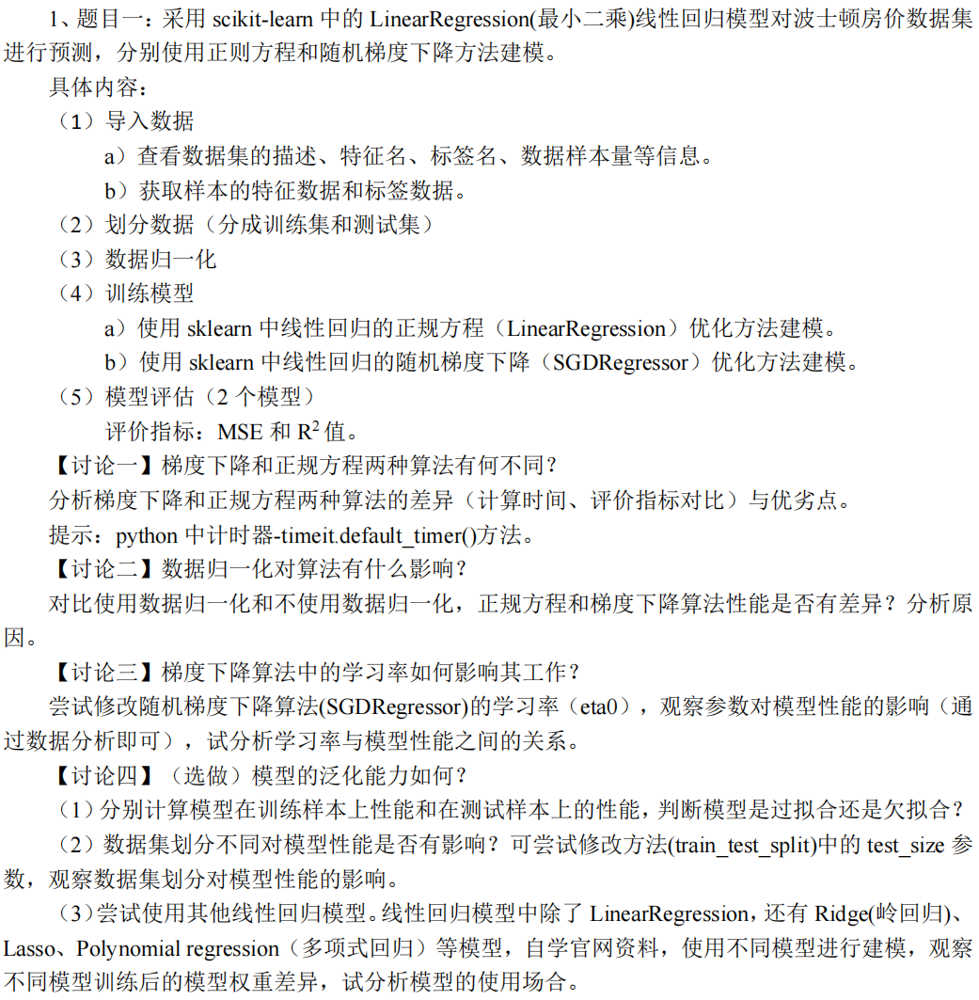 1、题目一：采用 scikit-learn 中的 LinearRegression(最小二乘)线性回归模型对波士顿房价数据集
进行预测，分别使用正则方程和随机梯度下降方法建模。
具体内容：
（1）导入数据
a）查看数据集的描述、特征名、标签名、数据样本量等信息。
b）获取样本的特征数据和标签数据。
（2）划分数据（分成训练集和测试集）
（3）数据归一化
（4）训练模型
a）使用 sklearn 中线性回归的正规方程（LinearRegression）优化方法建模。
b）使用 sklearn 中线性回归的随机梯度下降（SGDRegressor）优化方法建模。
（5）模型评估（2 个模型）
评价指标：MSE 和 R² 值。
【讨论一】梯度下降和正规方程两种算法有何不同？
分析梯度下降和正规方程两种算法的差异（计算时间、评价指标对比）与优劣点。
提示：python 中计时器-timeit.default_timer()方法。
【讨论二】数据归一化对算法有什么影响？
对比使用数据归一化和不使用数据归一化，正规方程和梯度下降算法性能是否有差异？分析原
因。
【讨论三】梯度下降算法中的学习率如何影响其工作？
尝试修改随机梯度下降算法(SGDRegressor)的学习率（eta0），观察参数对模型性能的影响（通
过数据分析即可），试分析学习率与模型性能之间的关系。
【讨论四】（选做）模型的泛化能力如何？
（1）分别计算模型在训练样本上性能和在测试样本上的性能，判断模型是过拟合还是欠拟合？
（2）数据集划分不同对模型性能是否有影响？可尝试修改方法(train_test_split)中的 test_size 参
数，观察数据集划分对模型性能的影响。
（3）尝试使用其他线性回归模型。线性回归模型中除了 LinearRegression，还有 Ridge(岭回归)、
Lasso、Polynomial regression（多项式回归）等模型，自学官网资料，使用不同模型进行建模，观察
不同模型训练后的模型权重差异，试分析模型的使用场合。